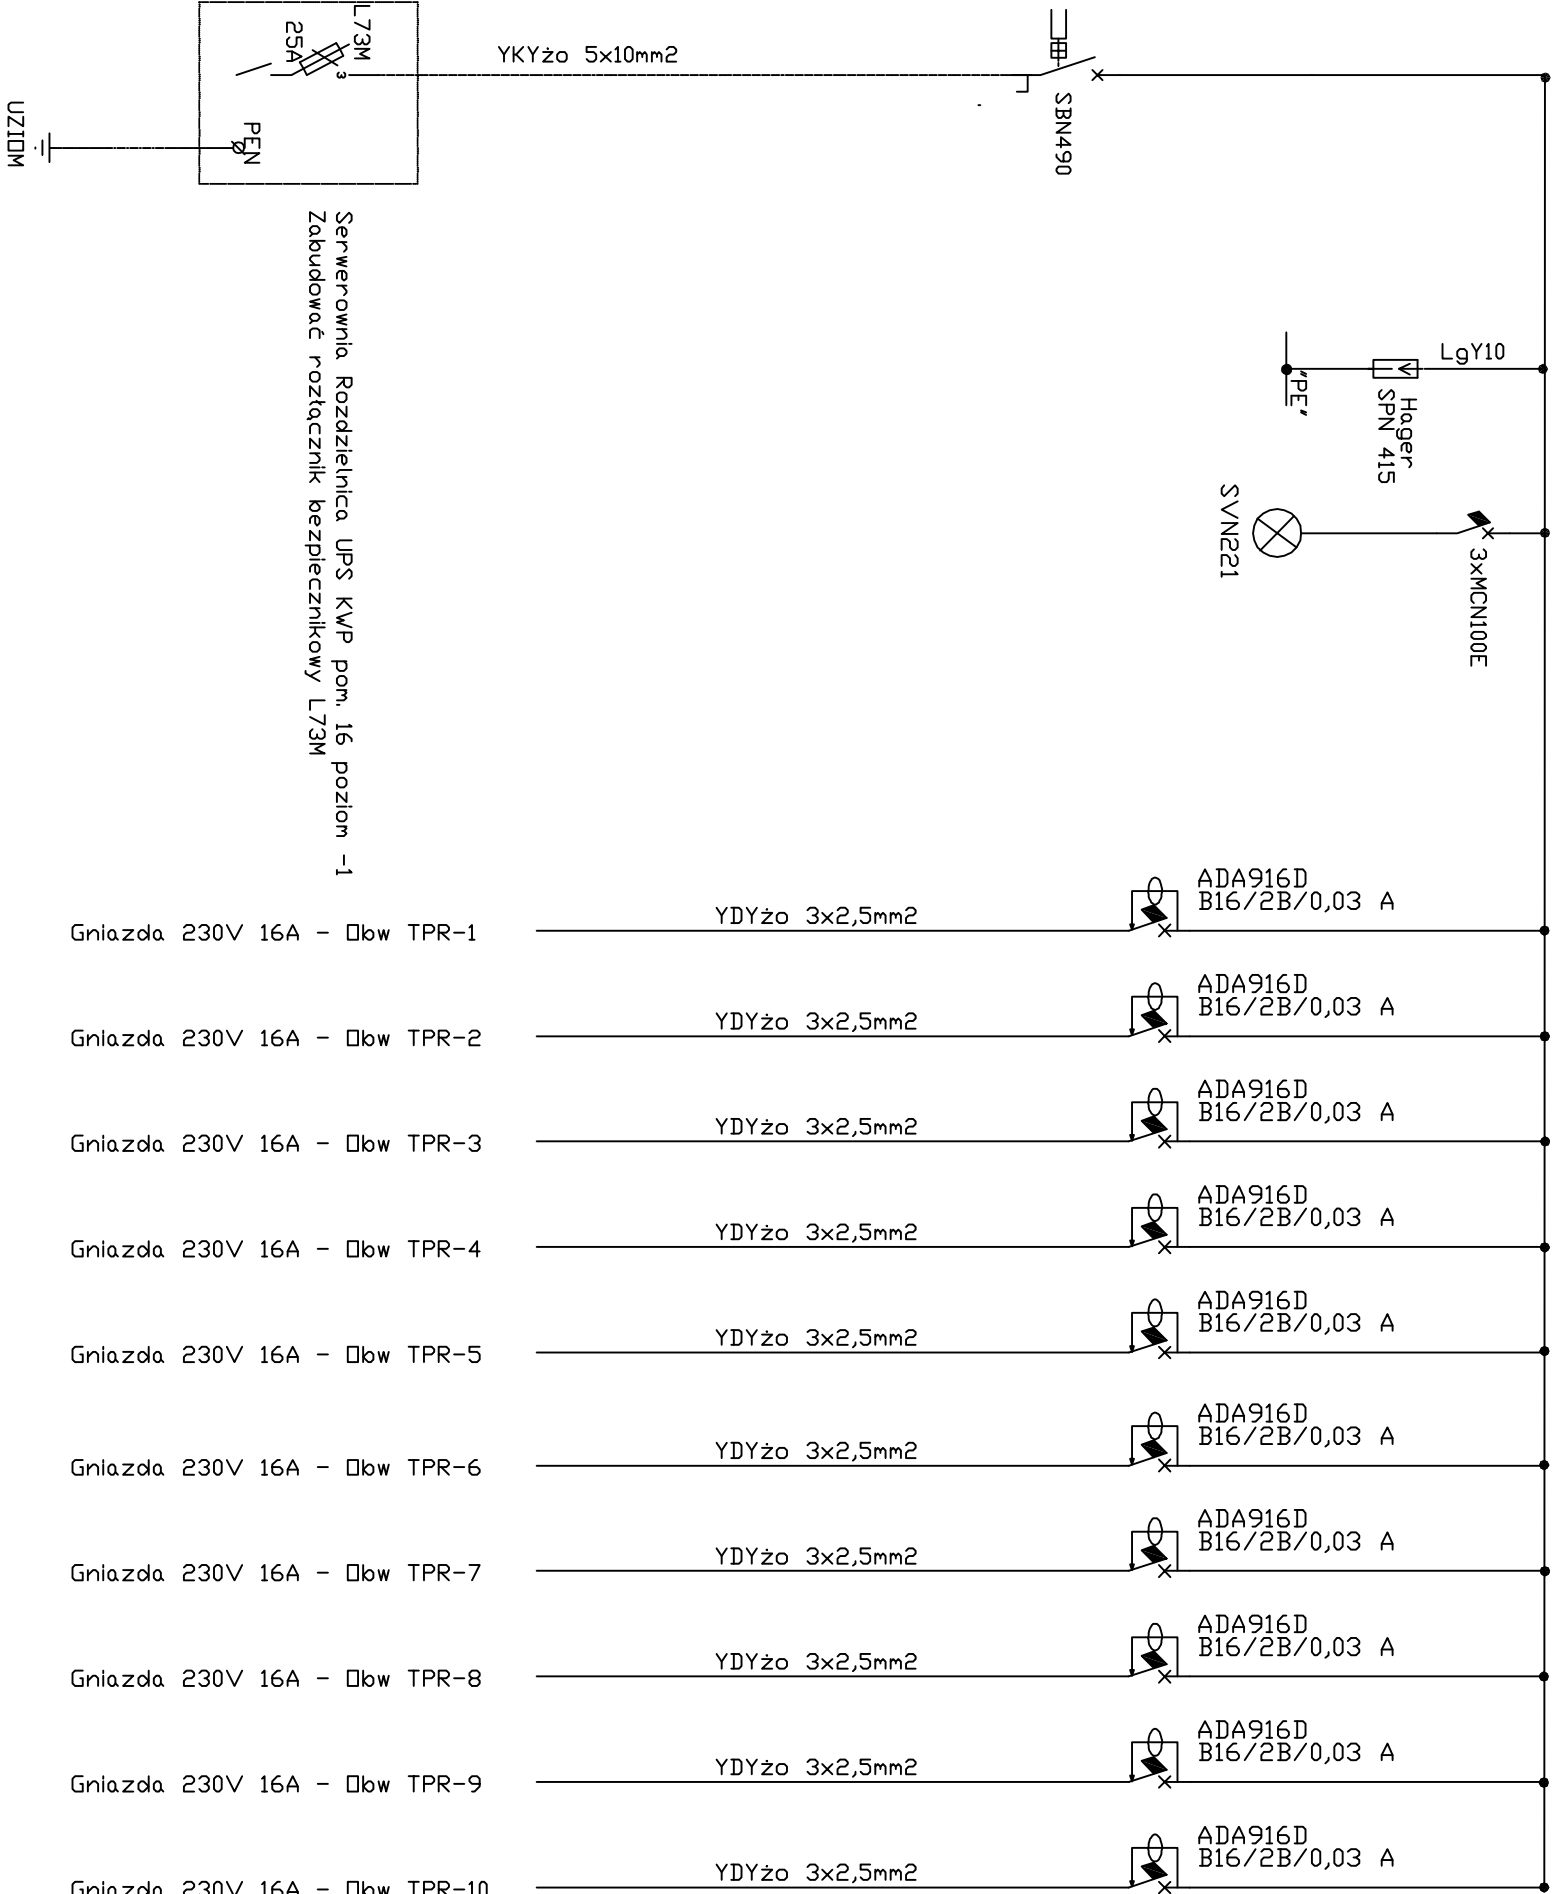 L73M
25A
YKYżo 5x10mm2
SBN490
3
PEN
UZIOM
Serwerownia Rozdzielnica UPS KWP pom. 16 poziom -1
Zabudować rozłącznik bezpiecznikowy L73M
LgY10
"PE"
Hager
SPN 415
SVN221
3xMCN100E
ADA916D
B16/2B/0,03 A
YDYżo 3x2,5mm2
Gniazda 230V 16A - Obw TPR-1
ADA916D
B16/2B/0,03 A
YDYżo 3x2,5mm2
Gniazda 230V 16A - Obw TPR-2
ADA916D
B16/2B/0,03 A
YDYżo 3x2,5mm2
Gniazda 230V 16A - Obw TPR-3
ADA916D
B16/2B/0,03 A
YDYżo 3x2,5mm2
Gniazda 230V 16A - Obw TPR-4
ADA916D
B16/2B/0,03 A
YDYżo 3x2,5mm2
Gniazda 230V 16A - Obw TPR-5
ADA916D
B16/2B/0,03 A
YDYżo 3x2,5mm2
Gniazda 230V 16A - Obw TPR-6
ADA916D
B16/2B/0,03 A
YDYżo 3x2,5mm2
Gniazda 230V 16A - Obw TPR-7
ADA916D
B16/2B/0,03 A
YDYżo 3x2,5mm2
Gniazda 230V 16A - Obw TPR-8
ADA916D
B16/2B/0,03 A
YDYżo 3x2,5mm2
Gniazda 230V 16A - Obw TPR-9
ADA916D
B16/2B/0,03 A
YDYżo 3x2,5mm2
Gniazda 230V 16A - Obw TPR-10